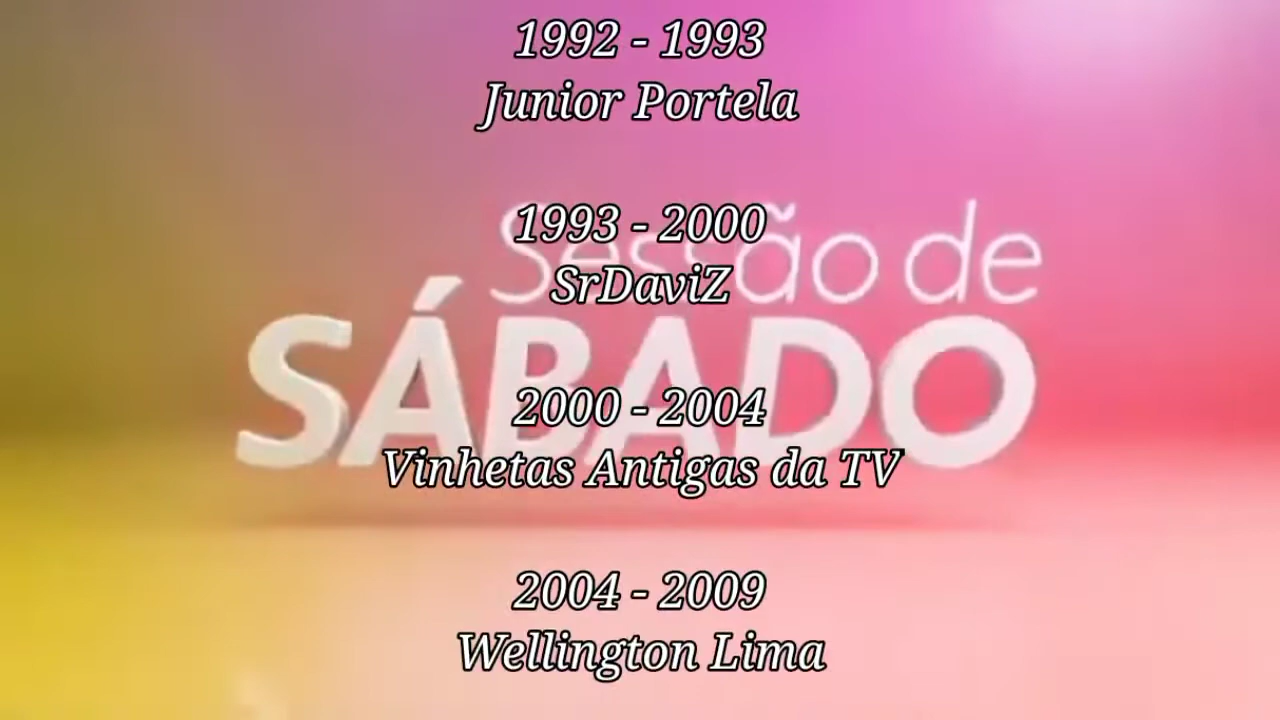 1992 - 1993
Junior Portela
1993 - 2000
SrDaviZ
Sessão de
SÁBADO
2000 - 2004
Vinhetas Antigas da TV
2004 - 2009
Wellington Lima